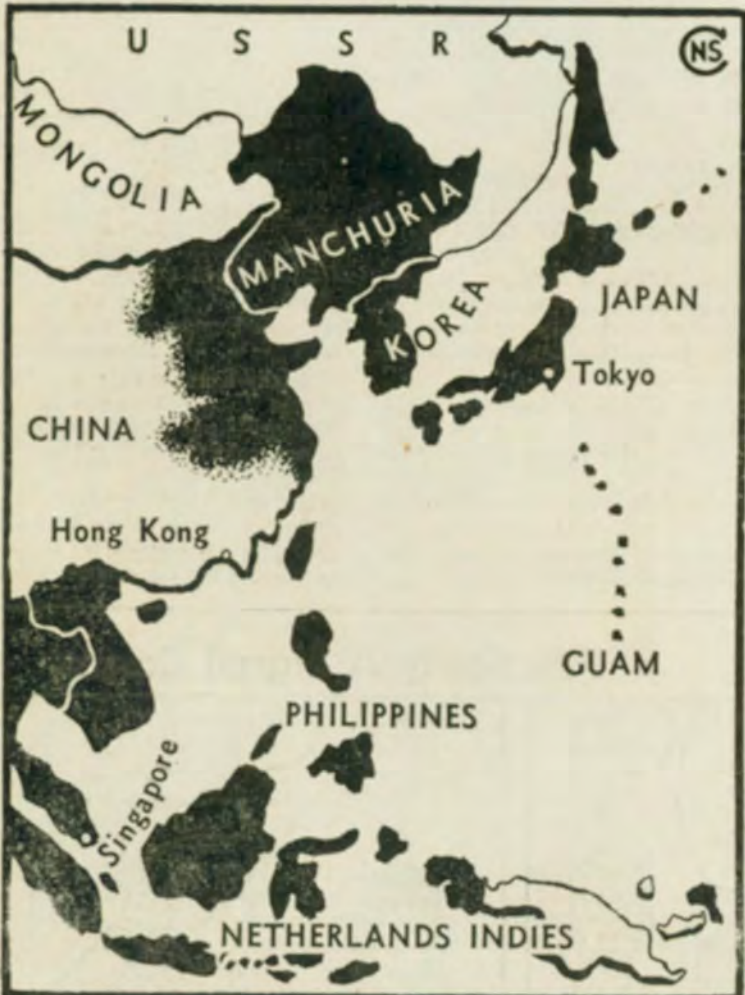 U S S R
NS
MONGOLIA
MANCHURIA
KOREA
JAPAN
Tokyo
CHINA
Hong Kong
GUAM
PHILIPPINES
Singapore
NETHERLANDS INDIES